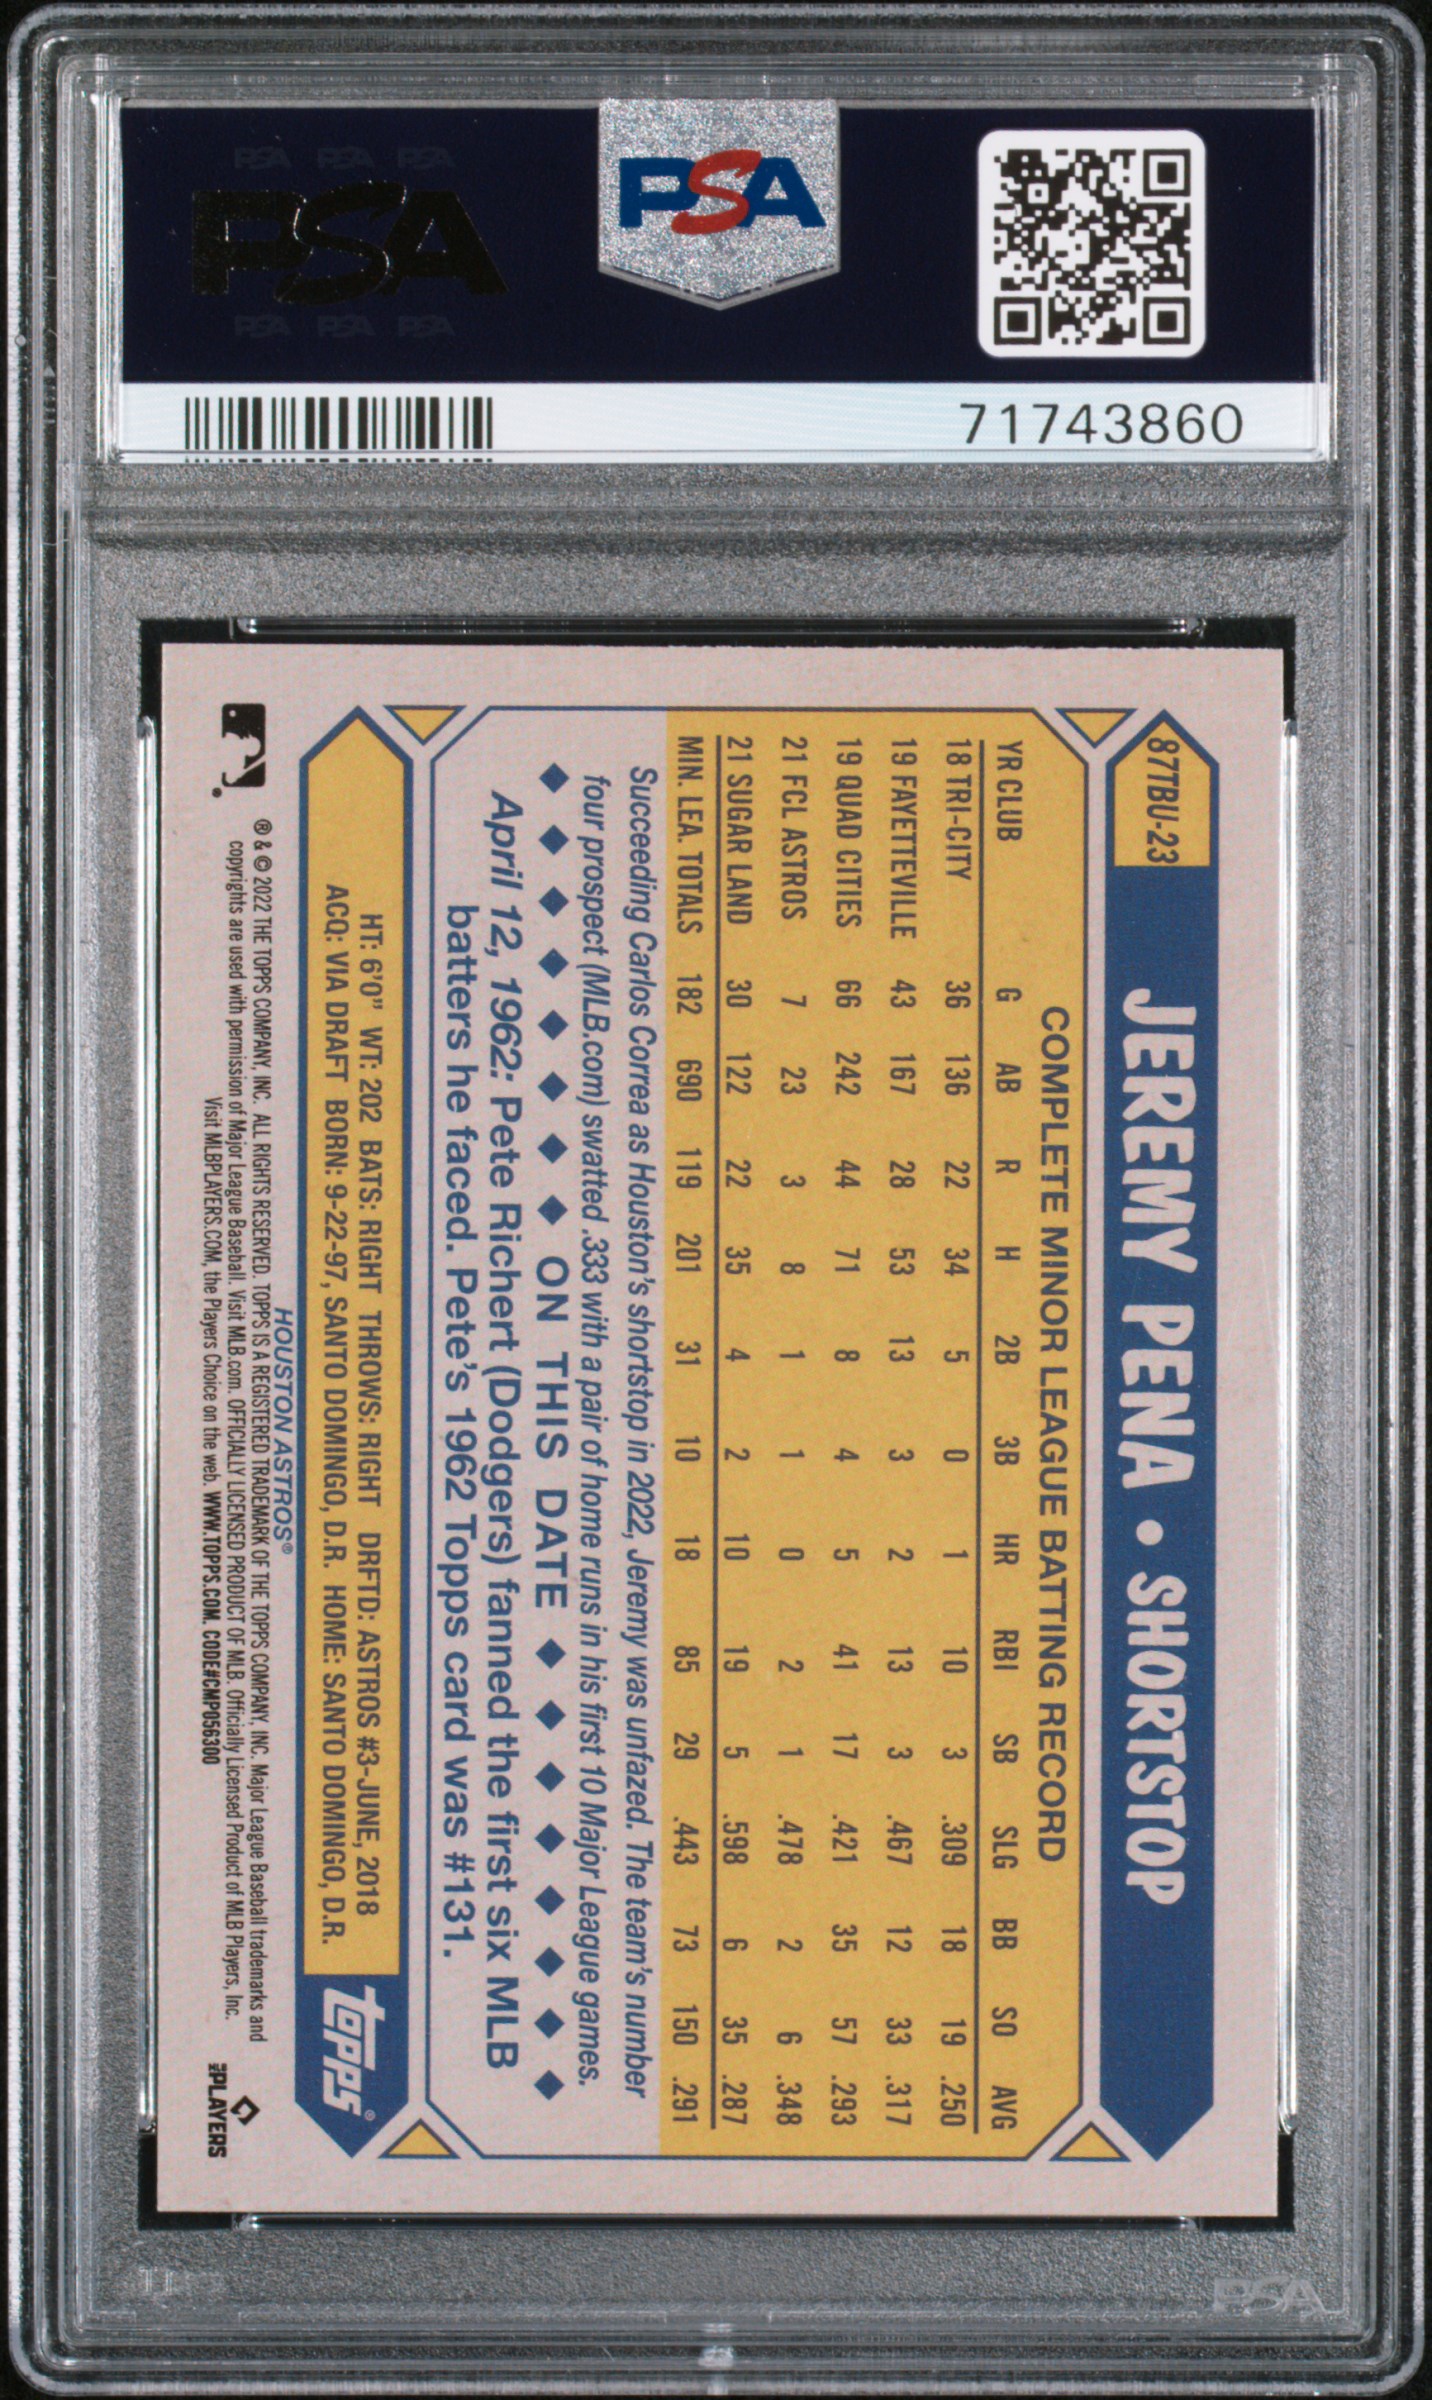 PSA PSA PSA
PSA
PSA PSA PSA
PSA
71743860
87TBU-23
JEREMY PENA • SHORTSTOP
COMPLETE MINOR LEAGUE BATTING RECORD
YR CLUB G AB R H 2B 3B HR RBI SB SLG BB SO AVG
18 TRI-CITY 36 136 22 34 5 0 1 10 3 .309 18 19 .250
19 FAYETTEVILLE 43 167 28 53 13 3 2 13 3 .467 12 33 .317
19 QUAD CITIES 66 242 44 71 8 4 5 41 17 .421 35 57 .293
21 FCL ASTROS 7 23 3 8 1 1 0 2 1 .478 2 6 .348
21 SUGAR LAND 30 122 22 35 4 2 10 19 5 .598 6 35 .287
MIN. LEA. TOTALS 182 690 119 201 31 10 18 85 29 .443 73 150 .291
Succeeding Carlos Correa as Houston's shortstop in 2022, Jeremy was unfazed. The team's number
four prospect (MLB.com) swatted .333 with a pair of home runs in his first 10 Major League games.
◆ ◆ ◆ ◆ ◆ ◆ ◆ ◆ ON THIS DATE ◆ ◆ ◆ ◆ ◆ ◆ ◆ ◆
April 12, 1962: Pete Richert (Dodgers) fanned the first six MLB
batters he faced. Pete's 1962 Topps card was #131.
HT: 6'0" WT: 202 BATS: RIGHT THROWS: RIGHT DRFTD: ASTROS #3-JUNE, 2018
ACQ: VIA DRAFT BORN: 9-22-97, SANTO DOMINGO, D.R. HOME: SANTO DOMINGO, D.R.
topps®
HOUSTON ASTROS®
® & © 2022 THE TOPPS COMPANY, INC. ALL RIGHTS RESERVED. TOPPS IS A REGISTERED TRADEMARK OF THE TOPPS COMPANY, INC. Major League Baseball trademarks and
copyrights are used with permission of Major League Baseball. Visit MLB.com. OFFICIALLY LICENSED PRODUCT OF MLB. Officially Licensed Product of MLB Players, Inc.
Visit MLBPLAYERS.COM, the Players Choice on the web. WWW.TOPPS.COM. CODE#CMP056300
MLB PLAYERS
PSA